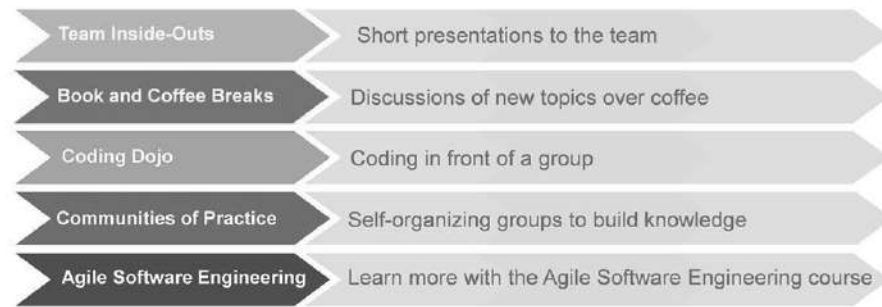 Team Inside-Outs
Short presentations to the team
Book and Coffee Breaks
Discussions of new topics over coffee
Coding Dojo
Coding in front of a group
Communities of Practice
Self-organizing groups to build knowledge
Agile Software Engineering
Learn more with the Agile Software Engineering course